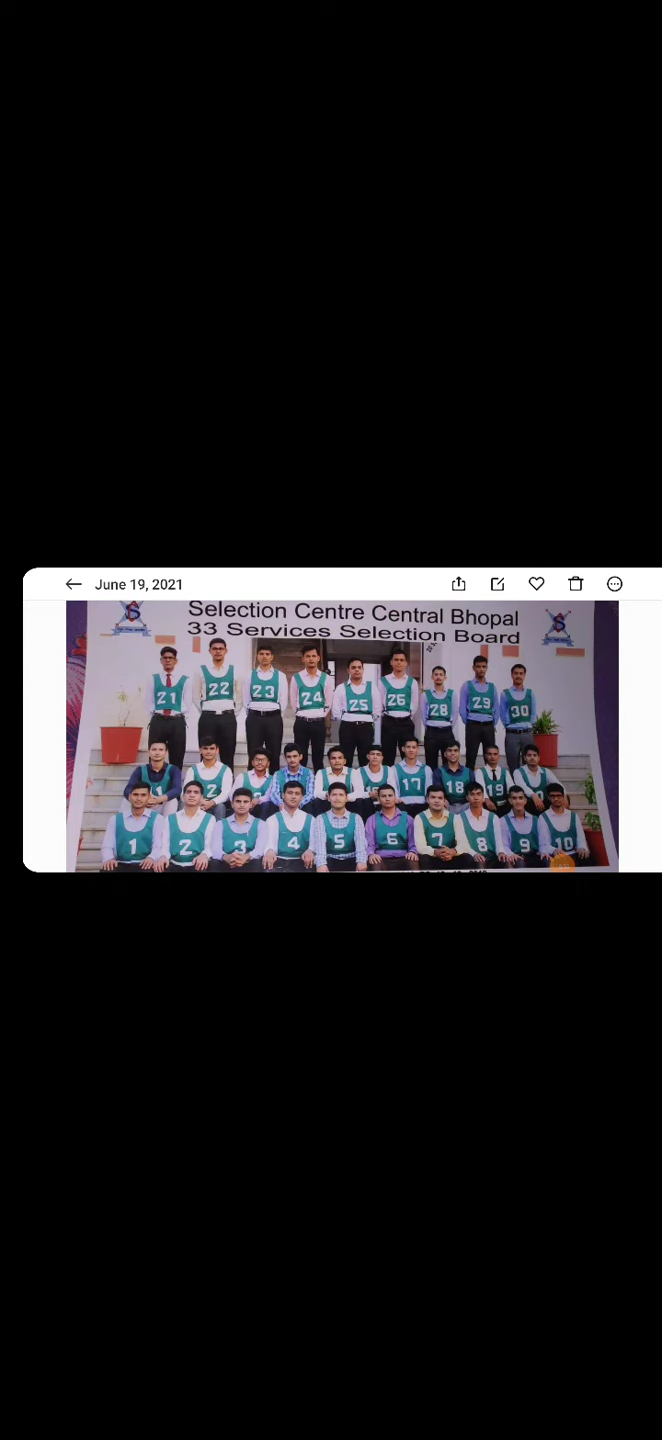 June 19, 2021
Selection Centre Central Bhopal
33 Services Selection Board
21 22 23 24 25 26 28 29 30
17 18 19
1 2 3 4 5 6 7 8 9 10